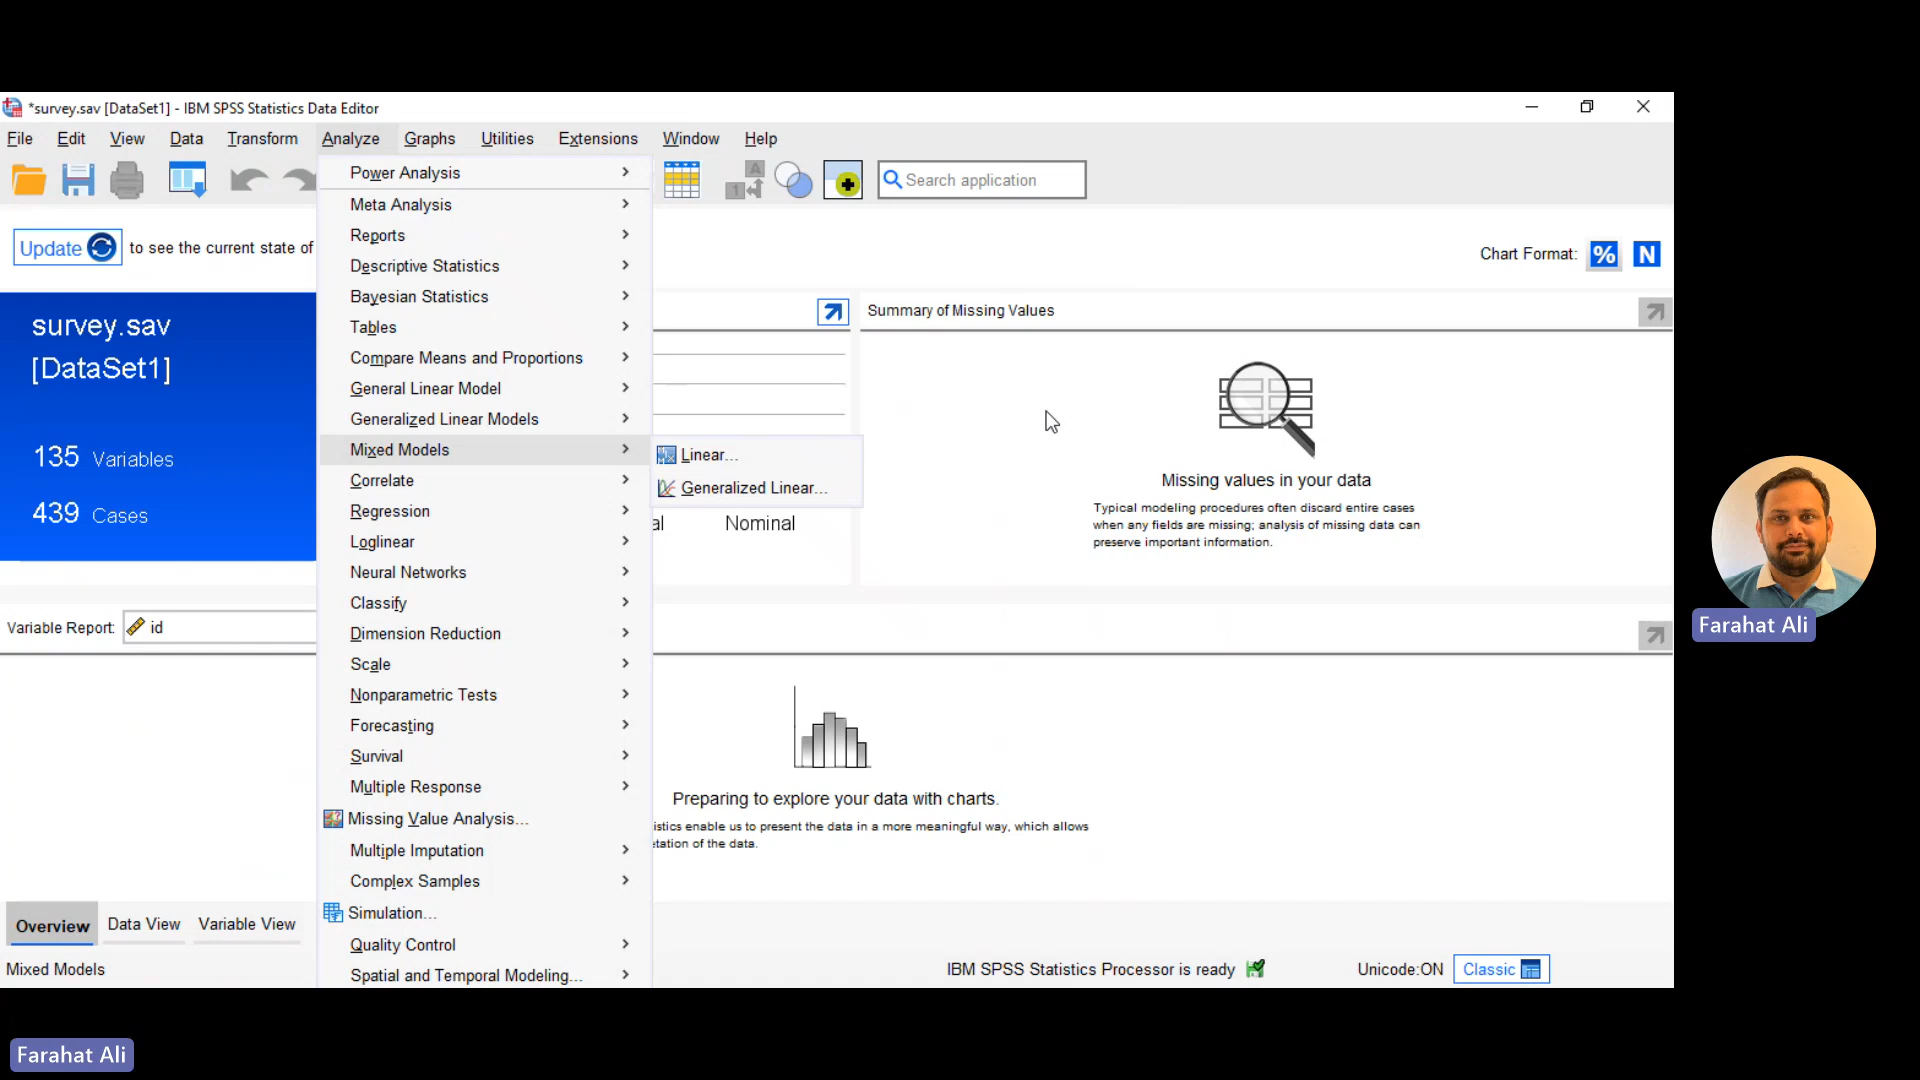 *survey.sav [DataSet1] - IBM SPSS Statistics Data Editor
File Edit View Data Transform Analyze Graphs Utilities Extensions Window Help
Search application
Update to see the current state of
Chart Format: % N
survey.sav
[DataSet1]
135 Variables
439 Cases
Power Analysis
Meta Analysis
Reports
Descriptive Statistics
Bayesian Statistics
Tables
Compare Means and Proportions
General Linear Model
Generalized Linear Models
Mixed Models
Correlate
Regression
Loglinear
Neural Networks
Classify
Dimension Reduction
Scale
Nonparametric Tests
Forecasting
Survival
Multiple Response
Missing Value Analysis...
Multiple Imputation
Complex Samples
Simulation...
Quality Control
Spatial and Temporal Modeling...
Linear...
Generalized Linear...
al Nominal
Summary of Missing Values
Missing values in your data
Typical modeling procedures often discard entire cases
when any fields are missing; analysis of missing data can
preserve important information.
Variable Report: id
Preparing to explore your data with charts.
istics enable us to present the data in a more meaningful way, which allows
etation of the data.
Overview Data View Variable View
Mixed Models
IBM SPSS Statistics Processor is ready
Unicode:ON
Classic
Farahat Ali
Farahat Ali